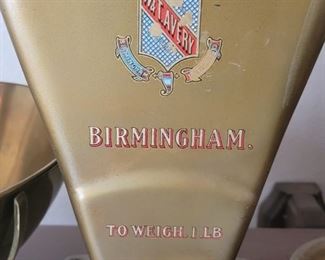 W.&T. AVERY
BIRMINGHAM.
TO WEIGH. 1. LB